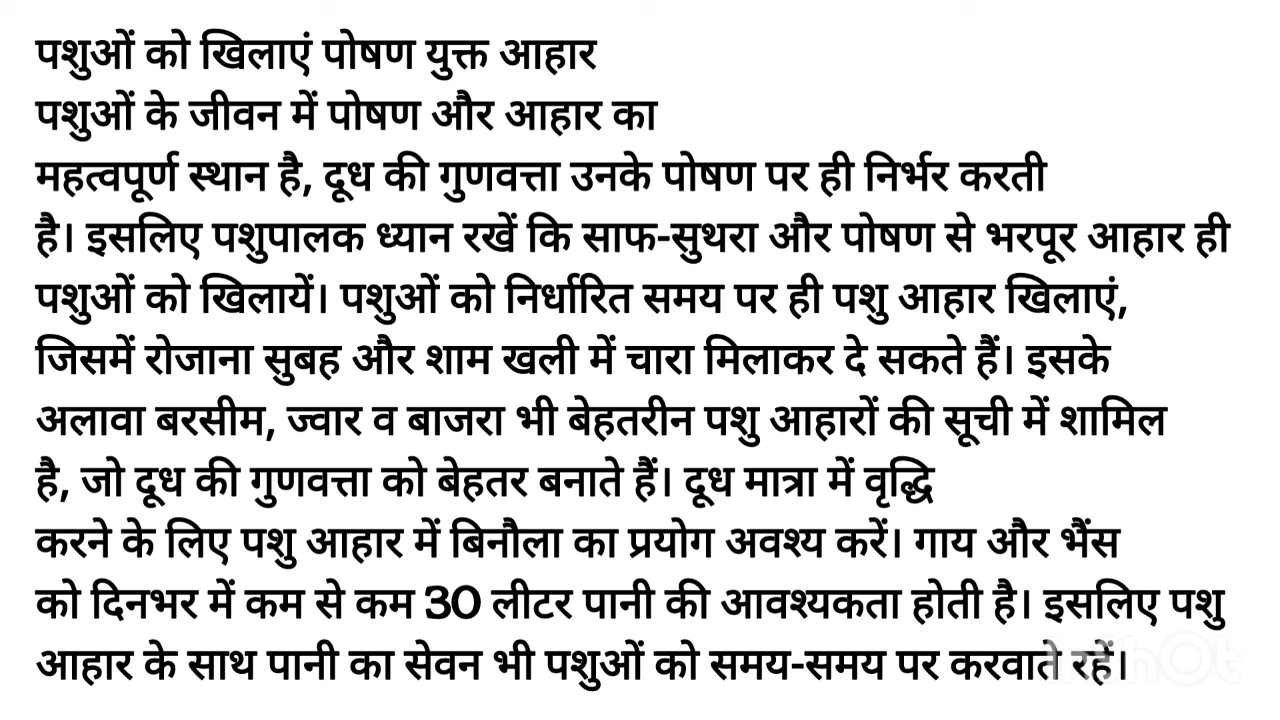 पशुओं को खिलाएं पोषण युक्त आहार
पशुओं के जीवन में पोषण और आहार का
महत्वपूर्ण स्थान है, दूध की गुणवत्ता उनके पोषण पर ही निर्भर करती
है। इसलिए पशुपालक ध्यान रखें कि साफ-सुथरा और पोषण से भरपूर आहार ही
पशुओं को खिलायें। पशुओं को निर्धारित समय पर ही पशु आहार खिलाएं,
जिसमें रोजाना सुबह और शाम खली में चारा मिलाकर दे सकते हैं। इसके
अलावा बरसीम, ज्वार व बाजरा भी बेहतरीन पशु आहारों की सूची में शामिल
है, जो दूध की गुणवत्ता को बेहतर बनाते हैं। दूध मात्रा में वृद्धि
करने के लिए पशु आहार में बिनौला का प्रयोग अवश्य करें। गाय और भैंस
को दिनभर में कम से कम 30 लीटर पानी की आवश्यकता होती है। इसलिए पशु
आहार के साथ पानी का सेवन भी पशुओं को समय-समय पर करवाते रहें।